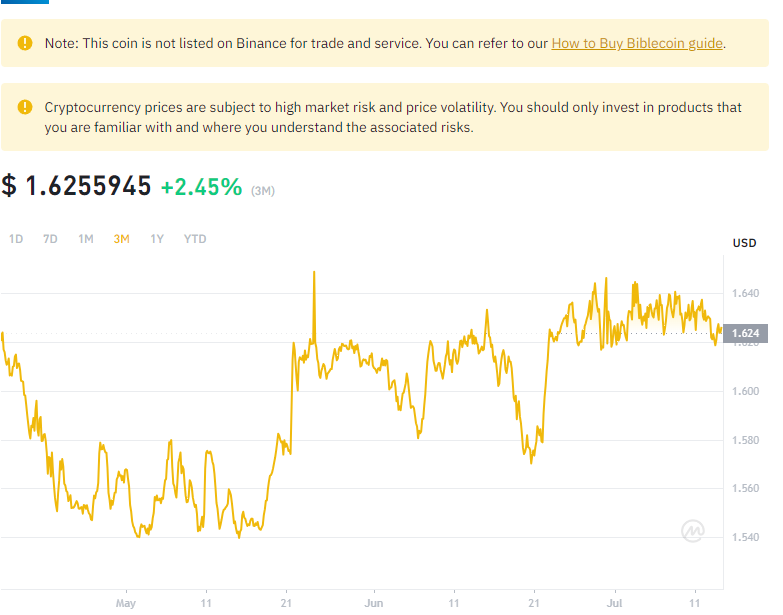 Note: This coin is not listed on Binance for trade and service. You can refer to our How to Buy Biblecoin guide.
Cryptocurrency prices are subject to high market risk and price volatility. You should only invest in products that
you are familiar with and where you understand the associated risks.
$ 1.6255945 +2.45% (3M)
1D 7D 1M 3M 1Y YTD
USD
1.640
1.624
1.620
1.600
1.580
1.560
1.540
May 11 21 Jun 11 21 Jul 11